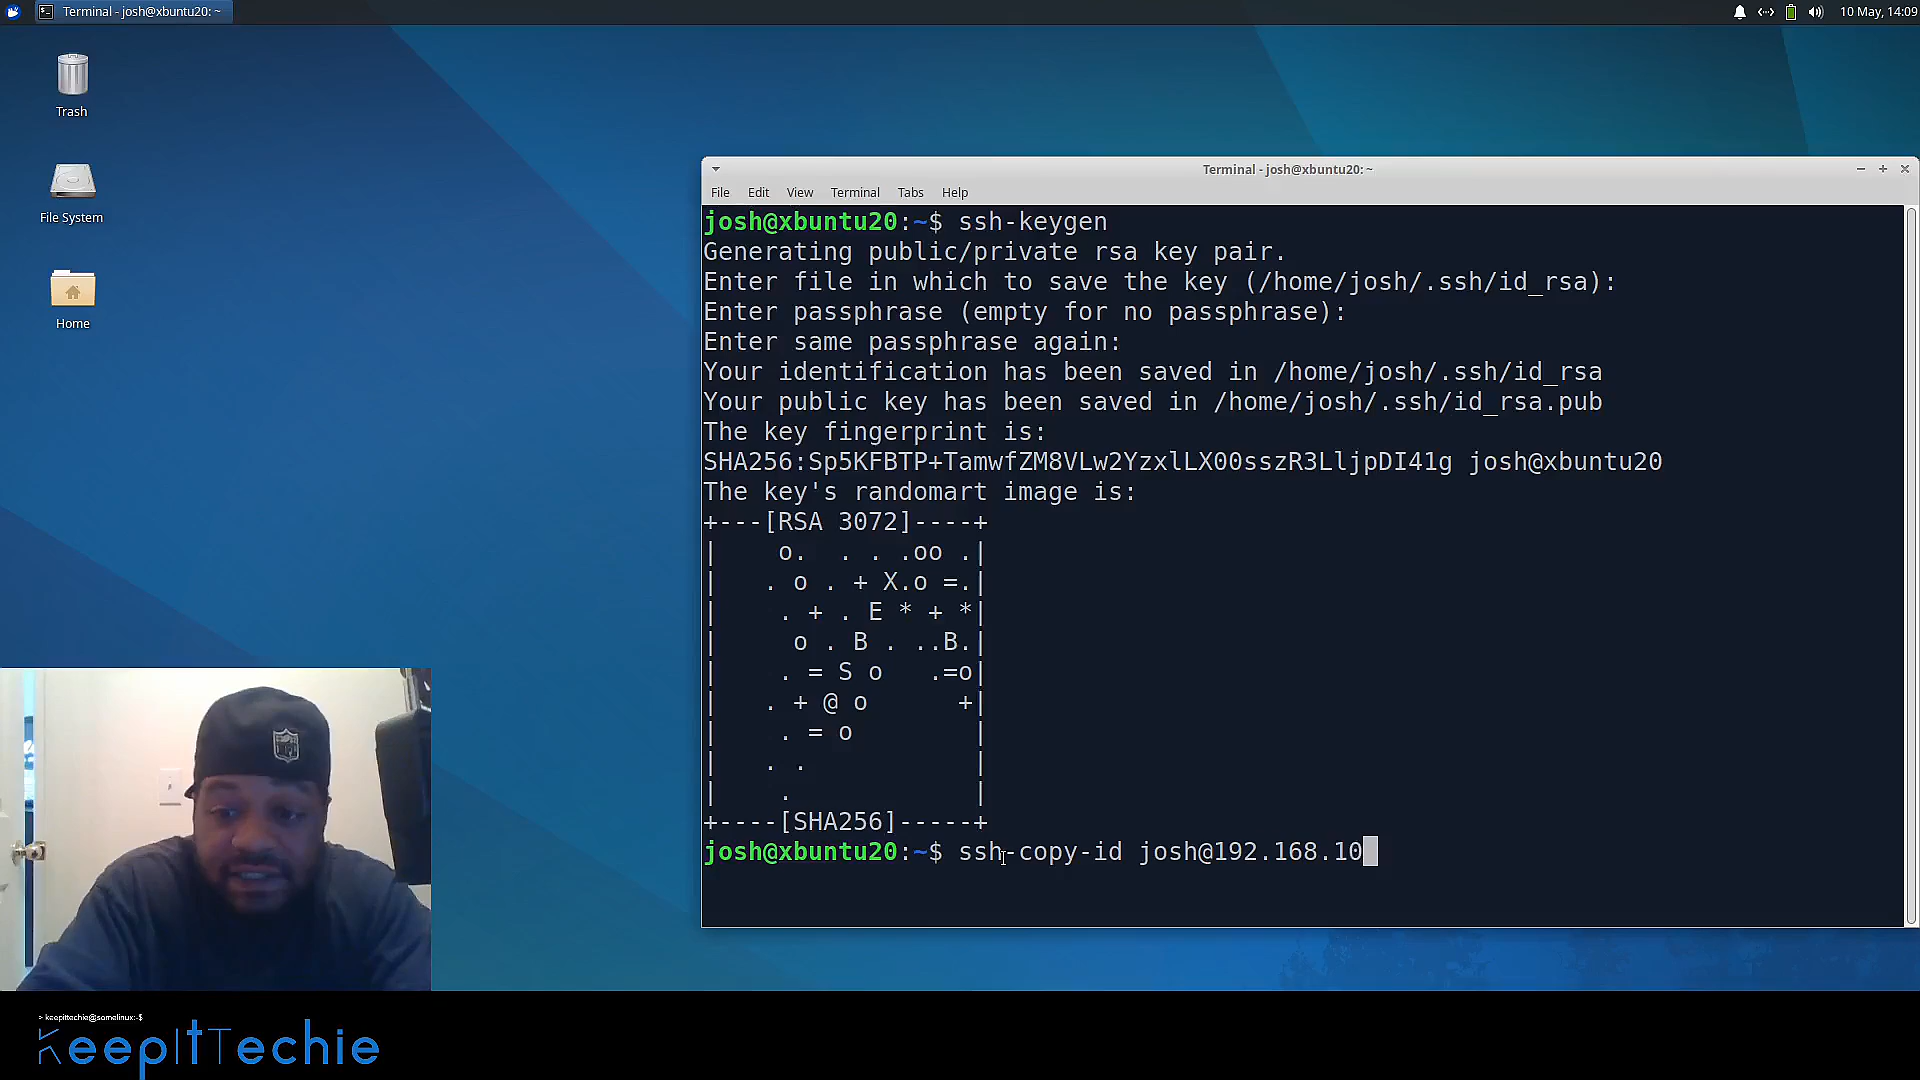 Terminal - josh@xbuntu20: ~
10 May, 14:09
Trash
File System
Home
Terminal - josh@xbuntu20: ~
File Edit View Terminal Tabs Help
josh@xbuntu20:~$ ssh-keygen
Generating public/private rsa key pair.
Enter file in which to save the key (/home/josh/.ssh/id_rsa):
Enter passphrase (empty for no passphrase):
Enter same passphrase again:
Your identification has been saved in /home/josh/.ssh/id_rsa
Your public key has been saved in /home/josh/.ssh/id_rsa.pub
The key fingerprint is:
SHA256:Sp5KFBTP+TamwfZM8VLw2YzxlLX00sszR3LljpDI41g josh@xbuntu20
The key's randomart image is:
+---[RSA 3072]----+
|    o.  . . .oo .|
|   . o . + X.o =.|
|    . + . E * + *|
|     o . B . ..B.|
|    . = S o   .=o|
|   . + @ o      +|
|    . = o        |
|   . .           |
|    .            |
+----[SHA256]-----+
josh@xbuntu20:~$ ssh-copy-id josh@192.168.10
> keepittechie@somelinux:~$
KeepItTechie